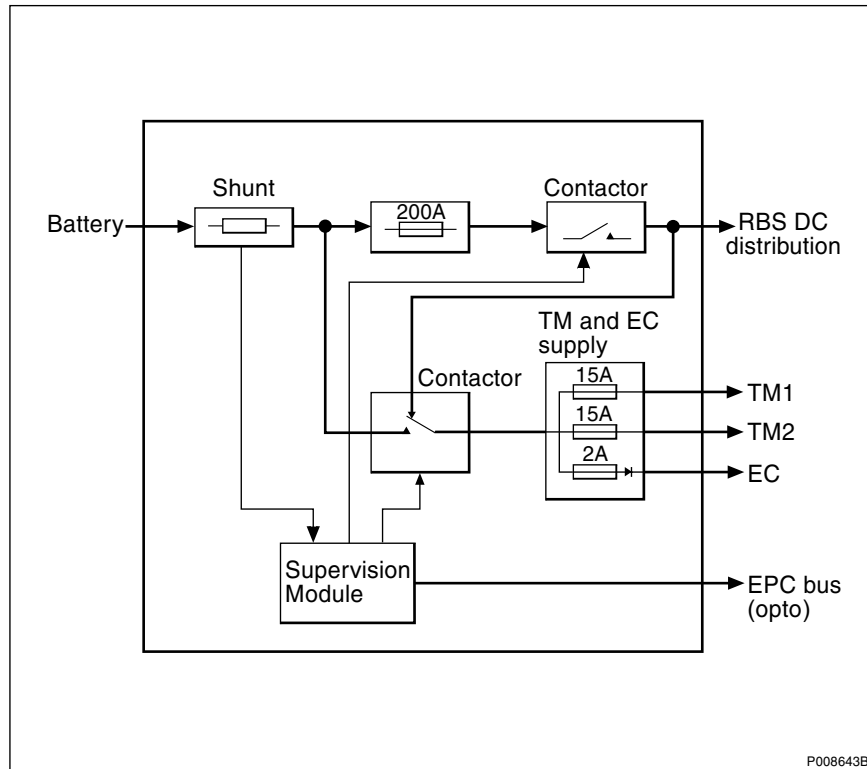 Shunt
Contactor
Battery
200A
RBS DC
distribution
TM and EC
supply
Contactor
15A
TM1
15A
TM2
2A
EC
Supervision
Module
EPC bus
(opto)
P008643B